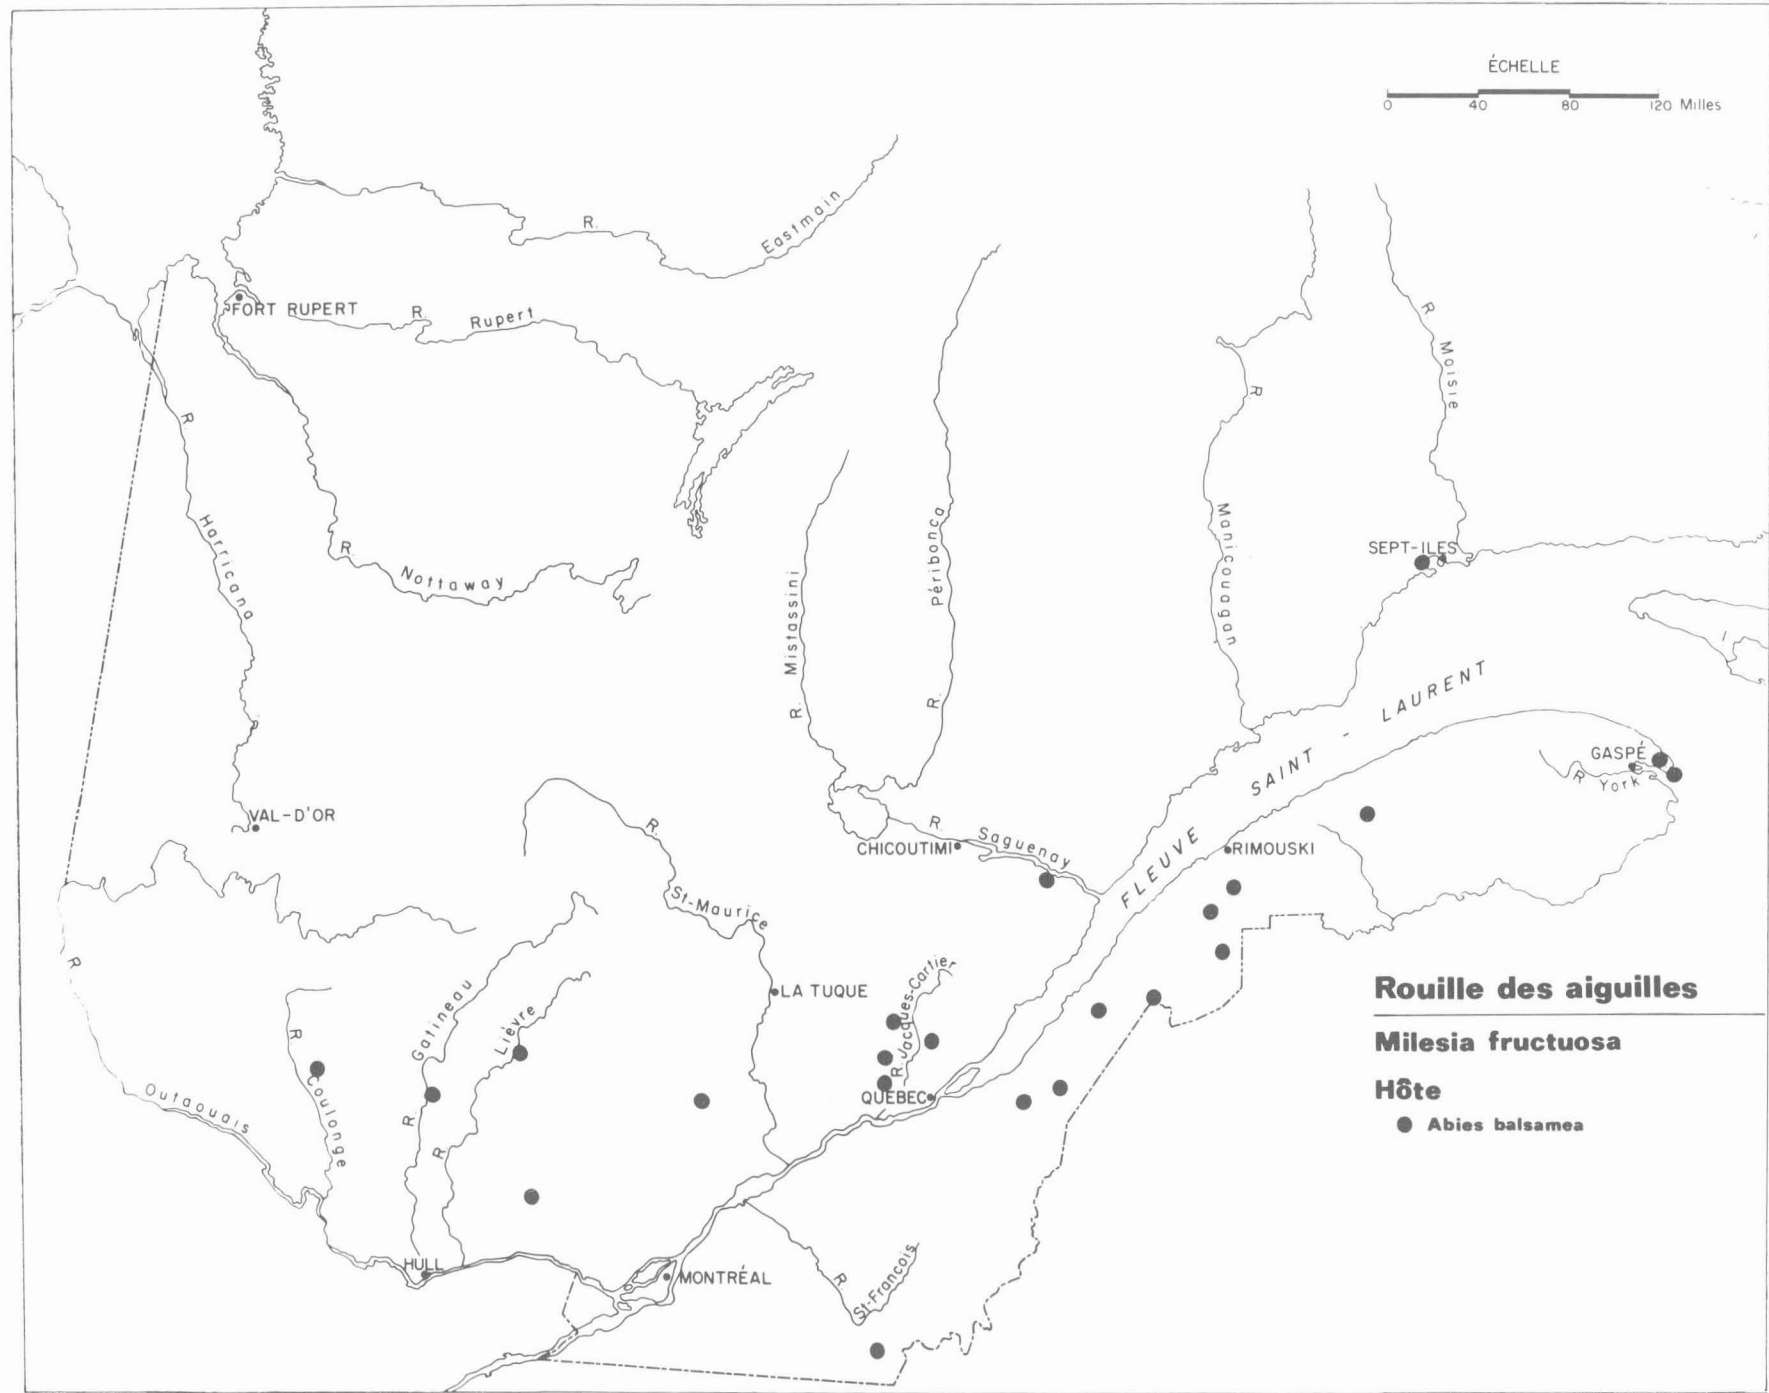 ÉCHELLE
0 40 80 120 Milles
R. Eastmain
FORT RUPERT
R. Rupert
R. Harricana
R. Nottaway
R. Mistassini
R. Péribonca
R Manicouagan
R Moisie
SEPT-ILES
FLEUVE SAINT - LAURENT
I
GASPÉ
R York
VAL-D'OR
R. St-Maurice
CHICOUTIMI
R. Saguenay
RIMOUSKI
R Outaouais
R Coulonge
R. Gatineau
R Lièvre
LA TUQUE
R. Jacques-Cartier
QUÉBEC
HULL
MONTRÉAL
R. St-François
Rouille des aiguilles
Milesia fructuosa
Hôte
Abies balsamea